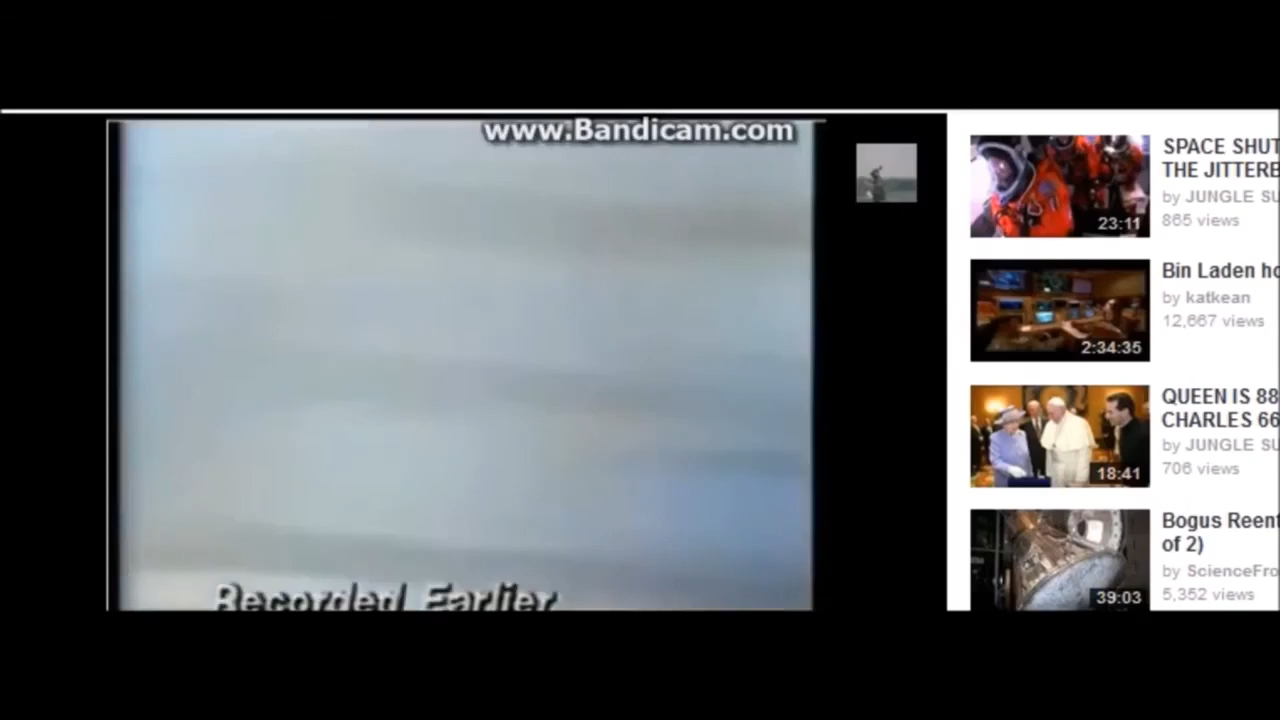 www.Bandicam.com
SPACE SHUT
THE JITTERE
by JUNGLE SU
865 views
23:11
Bin Laden ho
by katkean
12,667 views
2:34:35
QUEEN IS 88
CHARLES 66
by JUNGLE SU
706 views
18:41
Bogus Reent
of 2)
by ScienceFro
5,352 views
39:03
Recorded Earlier